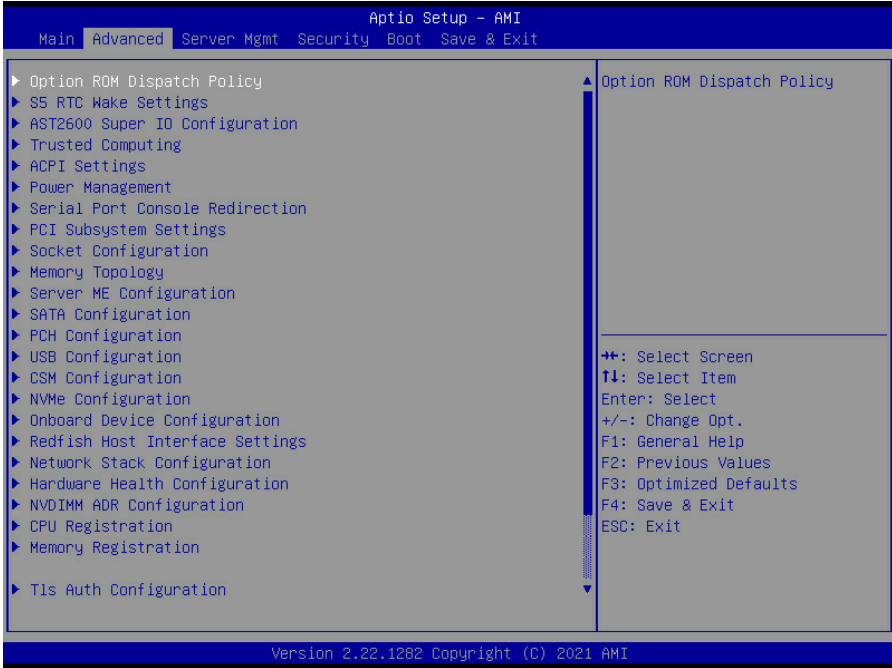 Aptio Setup - AMI
Main Advanced Server Mgmt Security Boot Save & Exit
Option ROM Dispatch Policy
S5 RTC Wake Settings
AST2600 Super IO Configuration
Trusted Computing
ACPI Settings
Power Management
Serial Port Console Redirection
PCI Subsystem Settings
Socket Configuration
Memory Topology
Server ME Configuration
SATA Configuration
PCH Configuration
USB Configuration
CSM Configuration
NVMe Configuration
Onboard Device Configuration
Redfish Host Interface Settings
Network Stack Configuration
Hardware Health Configuration
NVDIMM ADR Configuration
CPU Registration
Memory Registration
Tls Auth Configuration
Option ROM Dispatch Policy
→←: Select Screen
↑↓: Select Item
Enter: Select
+/-: Change Opt.
F1: General Help
F2: Previous Values
F3: Optimized Defaults
F4: Save & Exit
ESC: Exit
Version 2.22.1282 Copyright (C) 2021 AMI